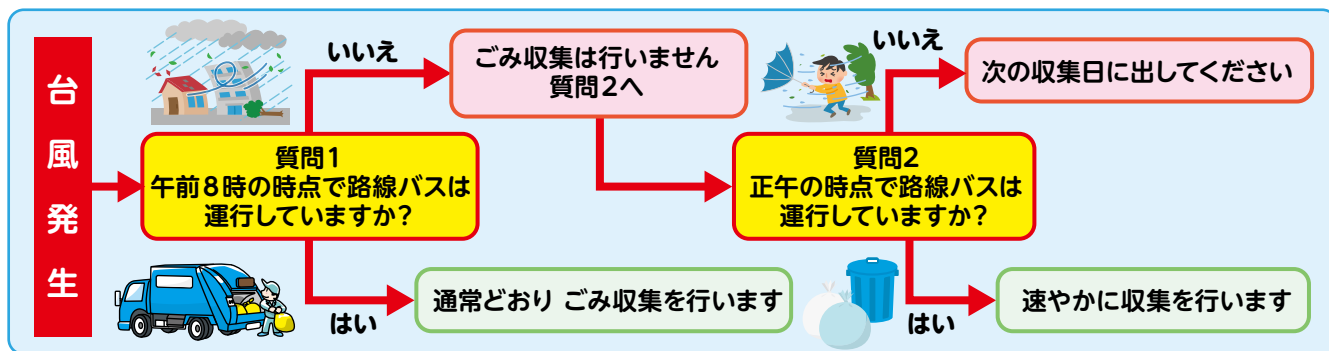 台風発生
質問1
午前8時の時点で路線バスは
運行していますか？
いいえ
ごみ収集は行いません
質問2へ
はい
通常どおり ごみ収集を行います
質問2
正午の時点で路線バスは
運行していますか？
いいえ
次の収集日に出してください
はい
速やかに収集を行います